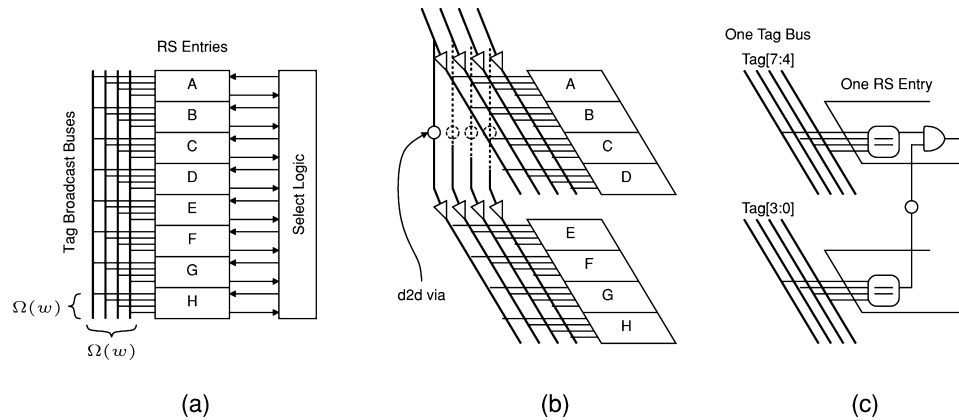 RS Entries
Tag Broadcast Buses
A
B
C
D
E
F
G
H
Select Logic
Ω(w)
Ω(w)
(a)
A
B
C
D
E
F
G
H
d2d via
(b)
One Tag Bus
Tag[7:4]
One RS Entry
=
Tag[3:0]
=
(c)